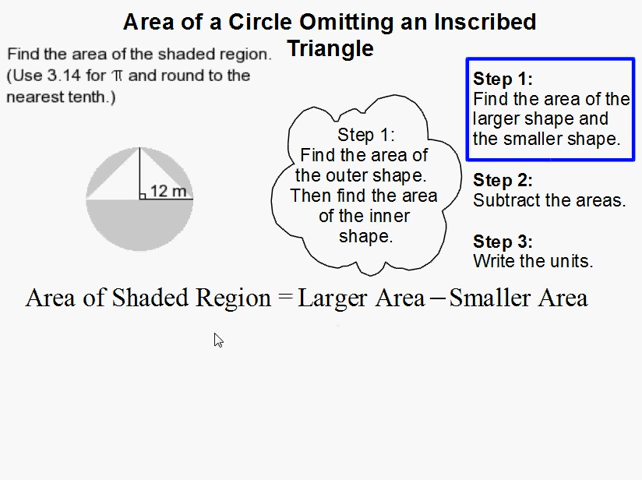 Area of a Circle Omitting an Inscribed
Triangle
Find the area of the shaded region.
(Use 3.14 for π and round to the
nearest tenth.)
12 m
Step 1:
Find the area of
the outer shape.
Then find the area
of the inner
shape.
Step 1:
Find the area of the
larger shape and
the smaller shape.
Step 2:
Subtract the areas.
Step 3:
Write the units.
Area of Shaded Region = Larger Area − Smaller Area